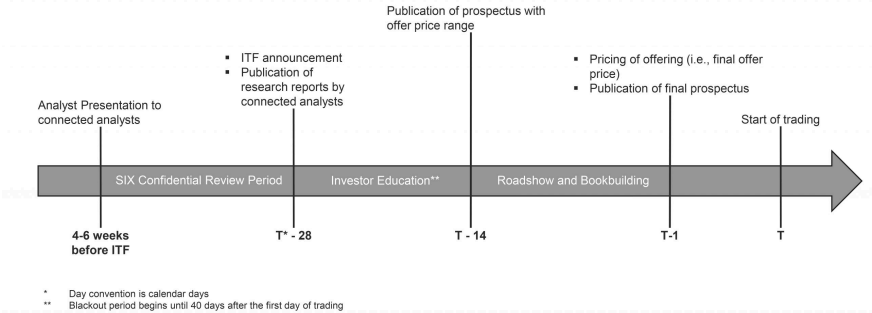 Publication of prospectus with
offer price range
▪ ITF announcement
▪ Publication of
research reports by
connected analysts
▪ Pricing of offering (i.e., final offer
price)
▪ Publication of final prospectus
Analyst Presentation to
connected analysts
Start of trading
SIX Confidential Review Period
Investor Education**
Roadshow and Bookbuilding
4-6 weeks
before ITF
T* - 28
T - 14
T-1
T
* Day convention is calendar days
** Blackout period begins until 40 days after the first day of trading